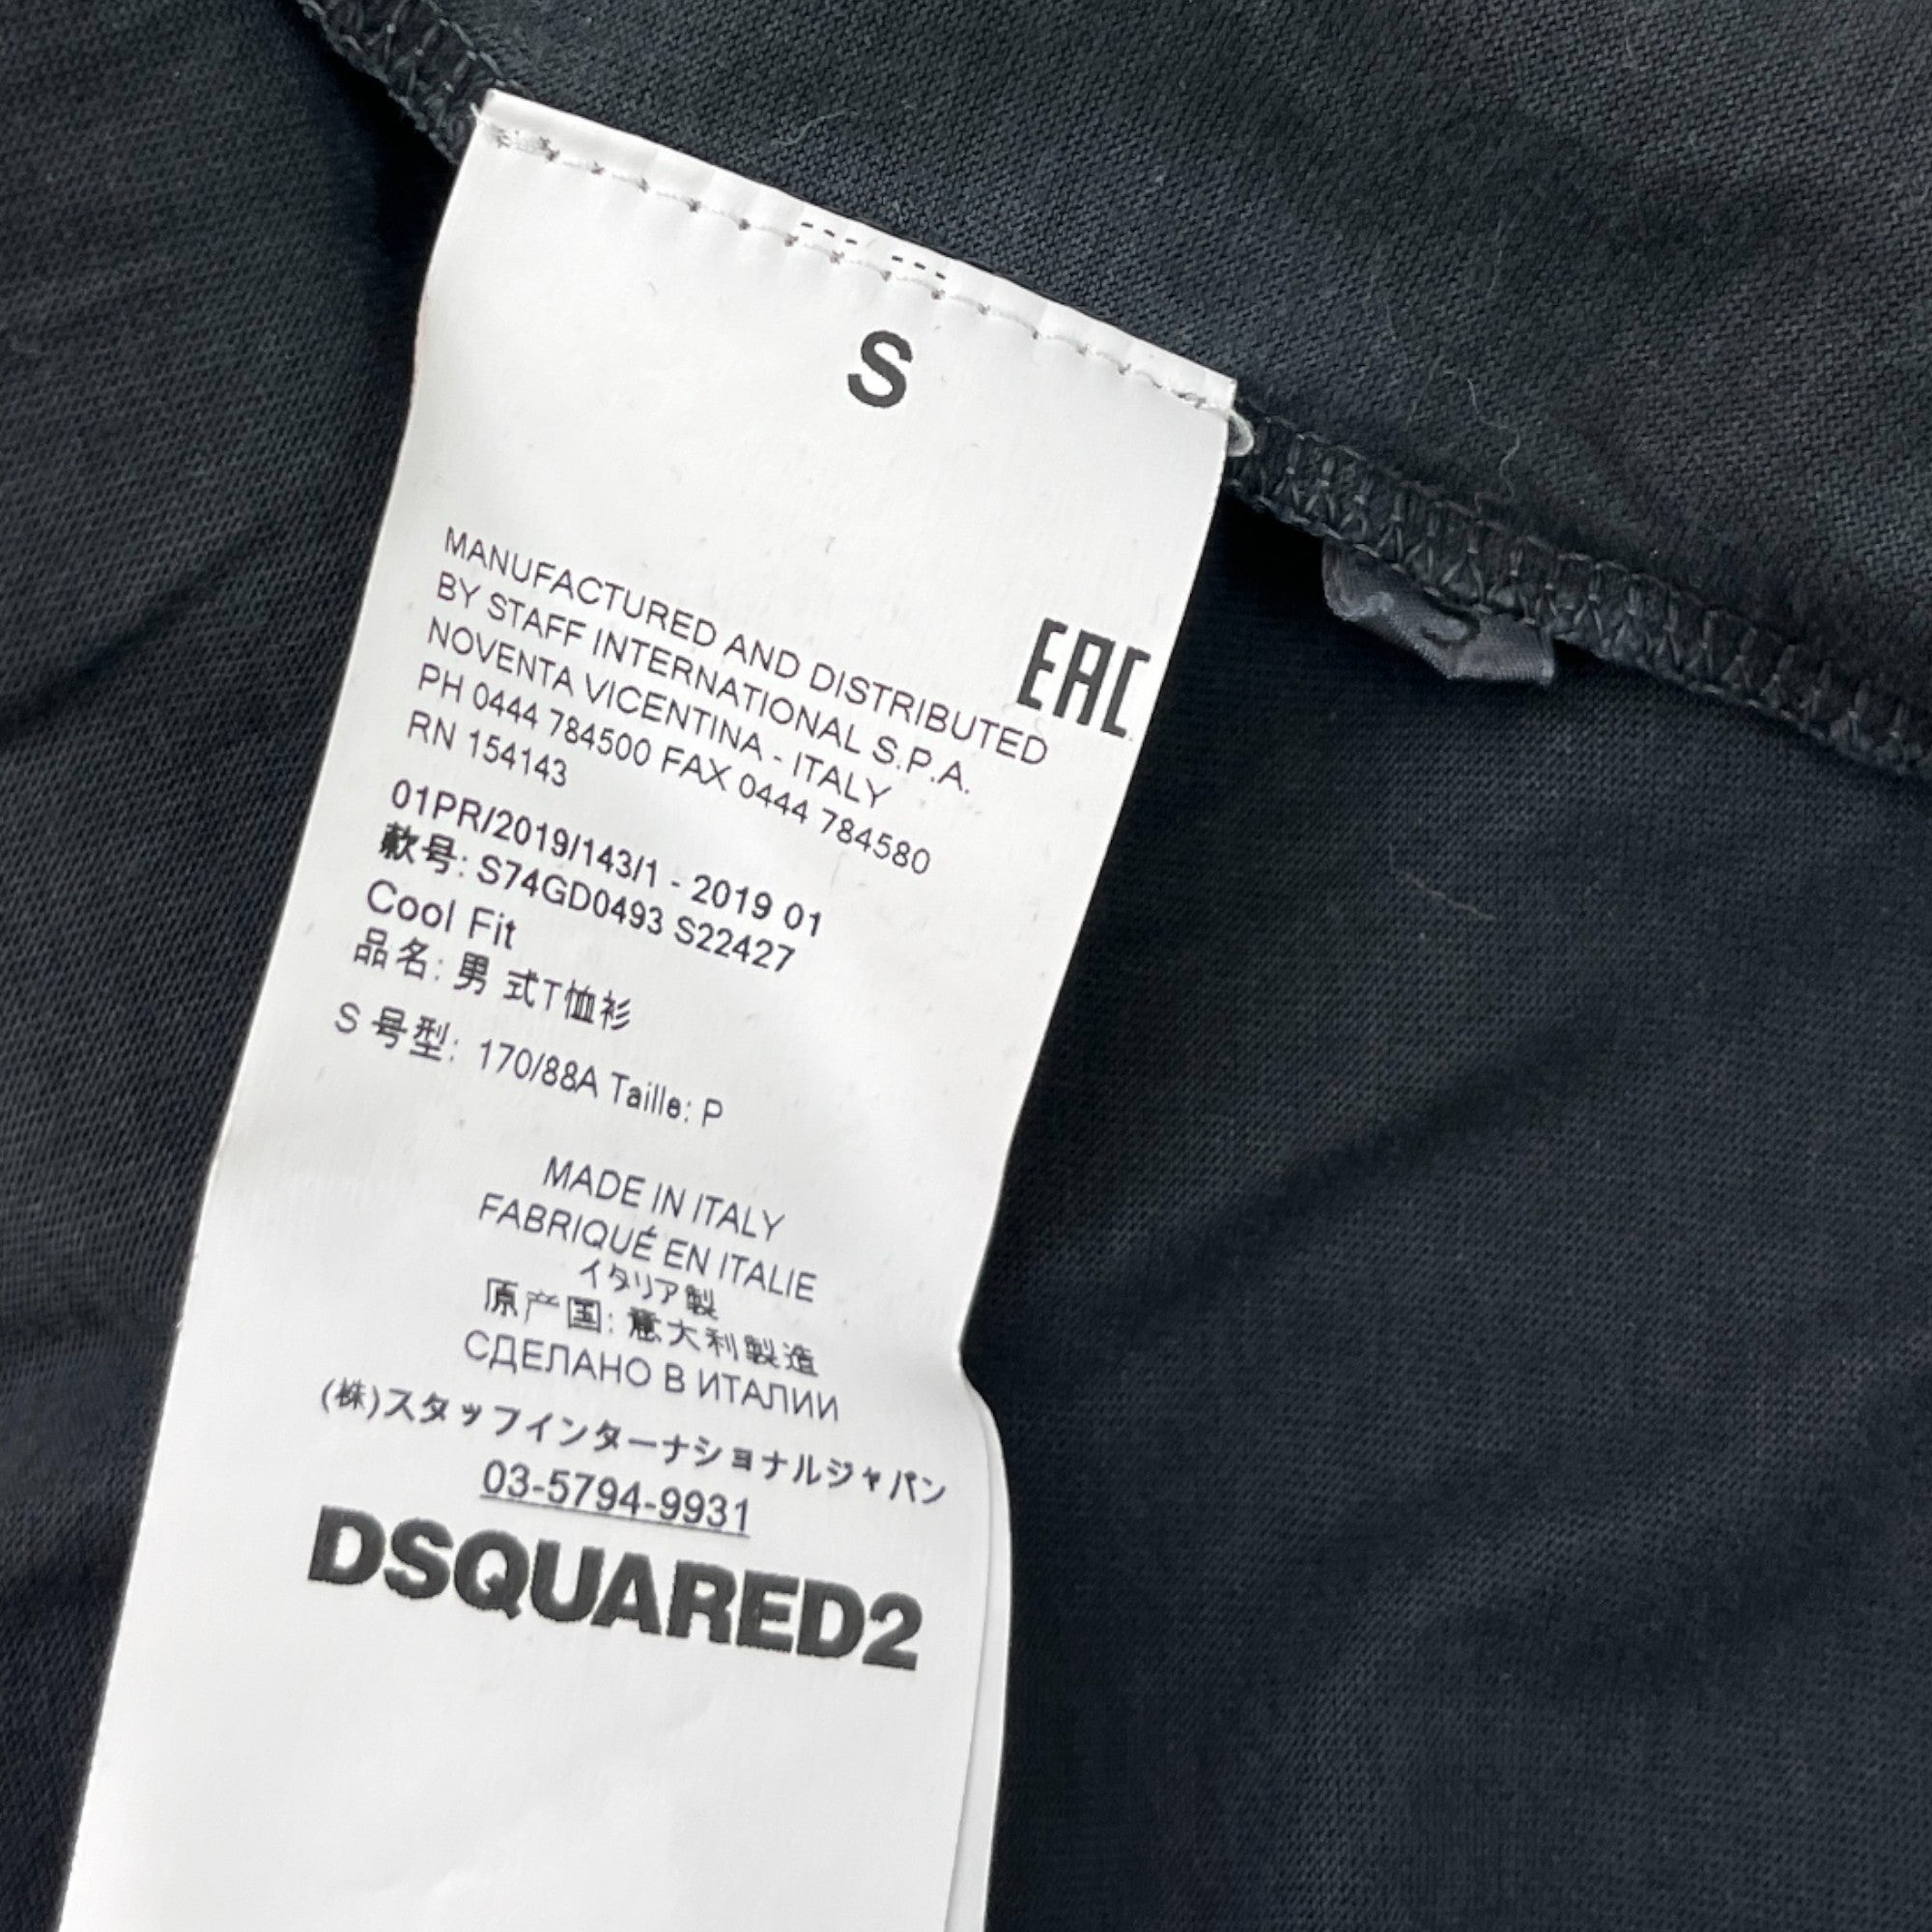 S
MANUFACTURED AND DISTRIBUTED
BY STAFF INTERNATIONAL S.P.A.
NOVENTA VICENTINA - ITALY
PH 0444 784500 FAX 0444 784580
RN 154143
EAC
01PR/2019/143/1 - 2019 01
款号: S74GD0493 S22427
Cool Fit
品名: 男 式T恤衫
S 号型: 170/88A Taille: P
MADE IN ITALY
FABRIQUÉ EN ITALIE
イタリア製
原产国: 意大利製造
СДЕЛАНО В ИТАЛИИ
(株)スタッフインターナショナルジャパン
03-5794-9931
DSQUARED2
S